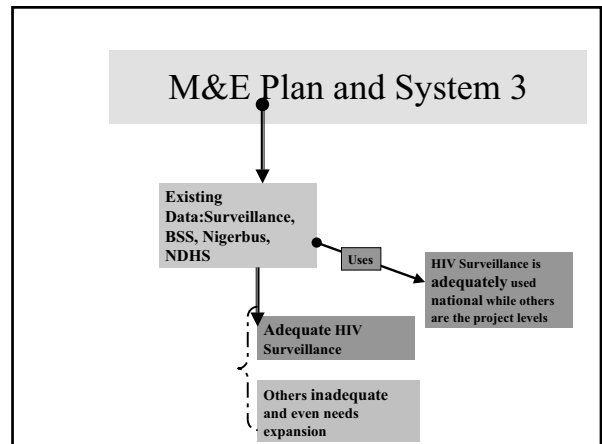 M&E Plan and System 3
Existing
Data:Surveillance,
BSS, Nigerbus,
NDHS
Uses
HIV Surveillance is
adequately used
national while others
are the project levels
Adequate HIV
Surveillance
Others inadequate
and even needs
expansion